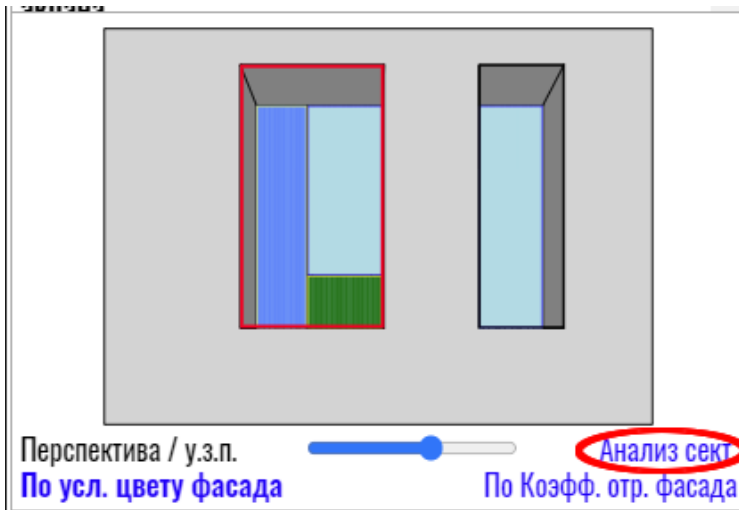 Перспектива / у.з.п.
Анализ сект
По усл. цвету фасада
По Коэфф. отр. фасада